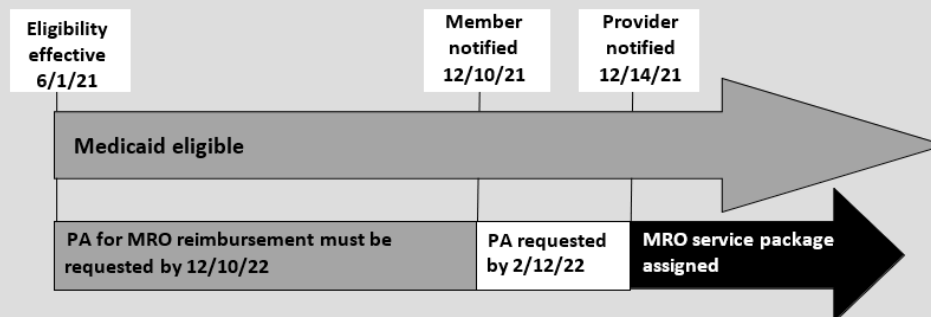 Eligibility
effective
6/1/21
Member
notified
12/10/21
Provider
notified
12/14/21
Medicaid eligible
PA for MRO reimbursement must be
requested by 12/10/22
PA requested
by 2/12/22
MRO service package
assigned